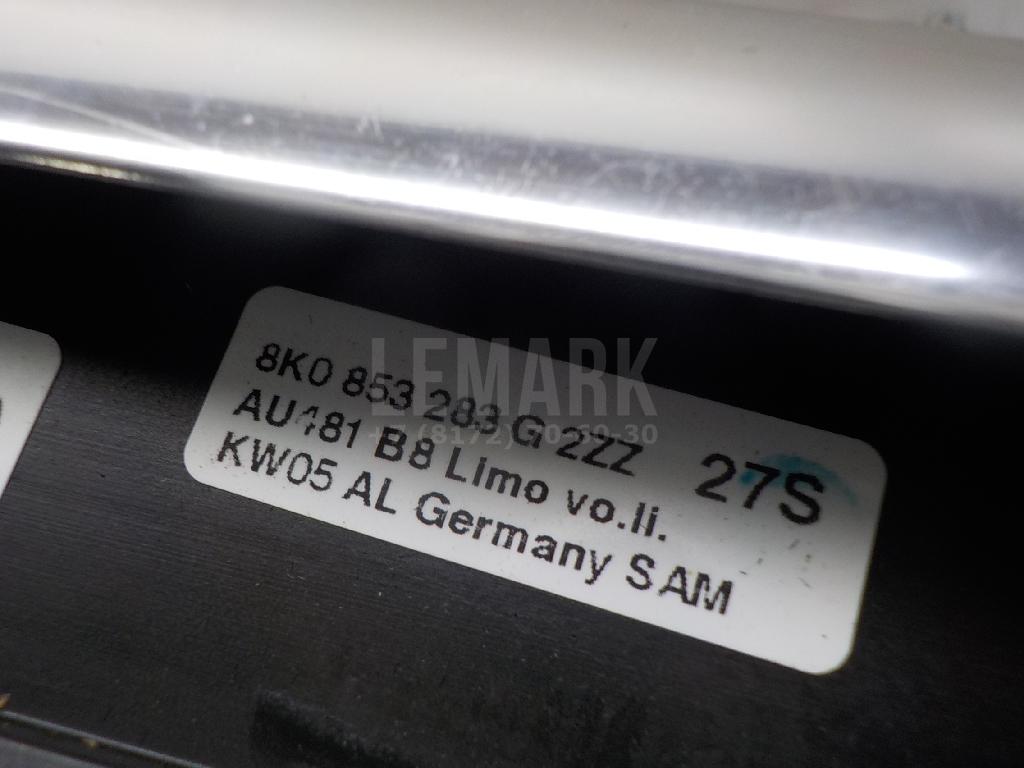 LEMARK
8K0 853 283 G 2ZZ
27S
AU481 B8 Limo vo.li.
KW05 AL Germany SAM